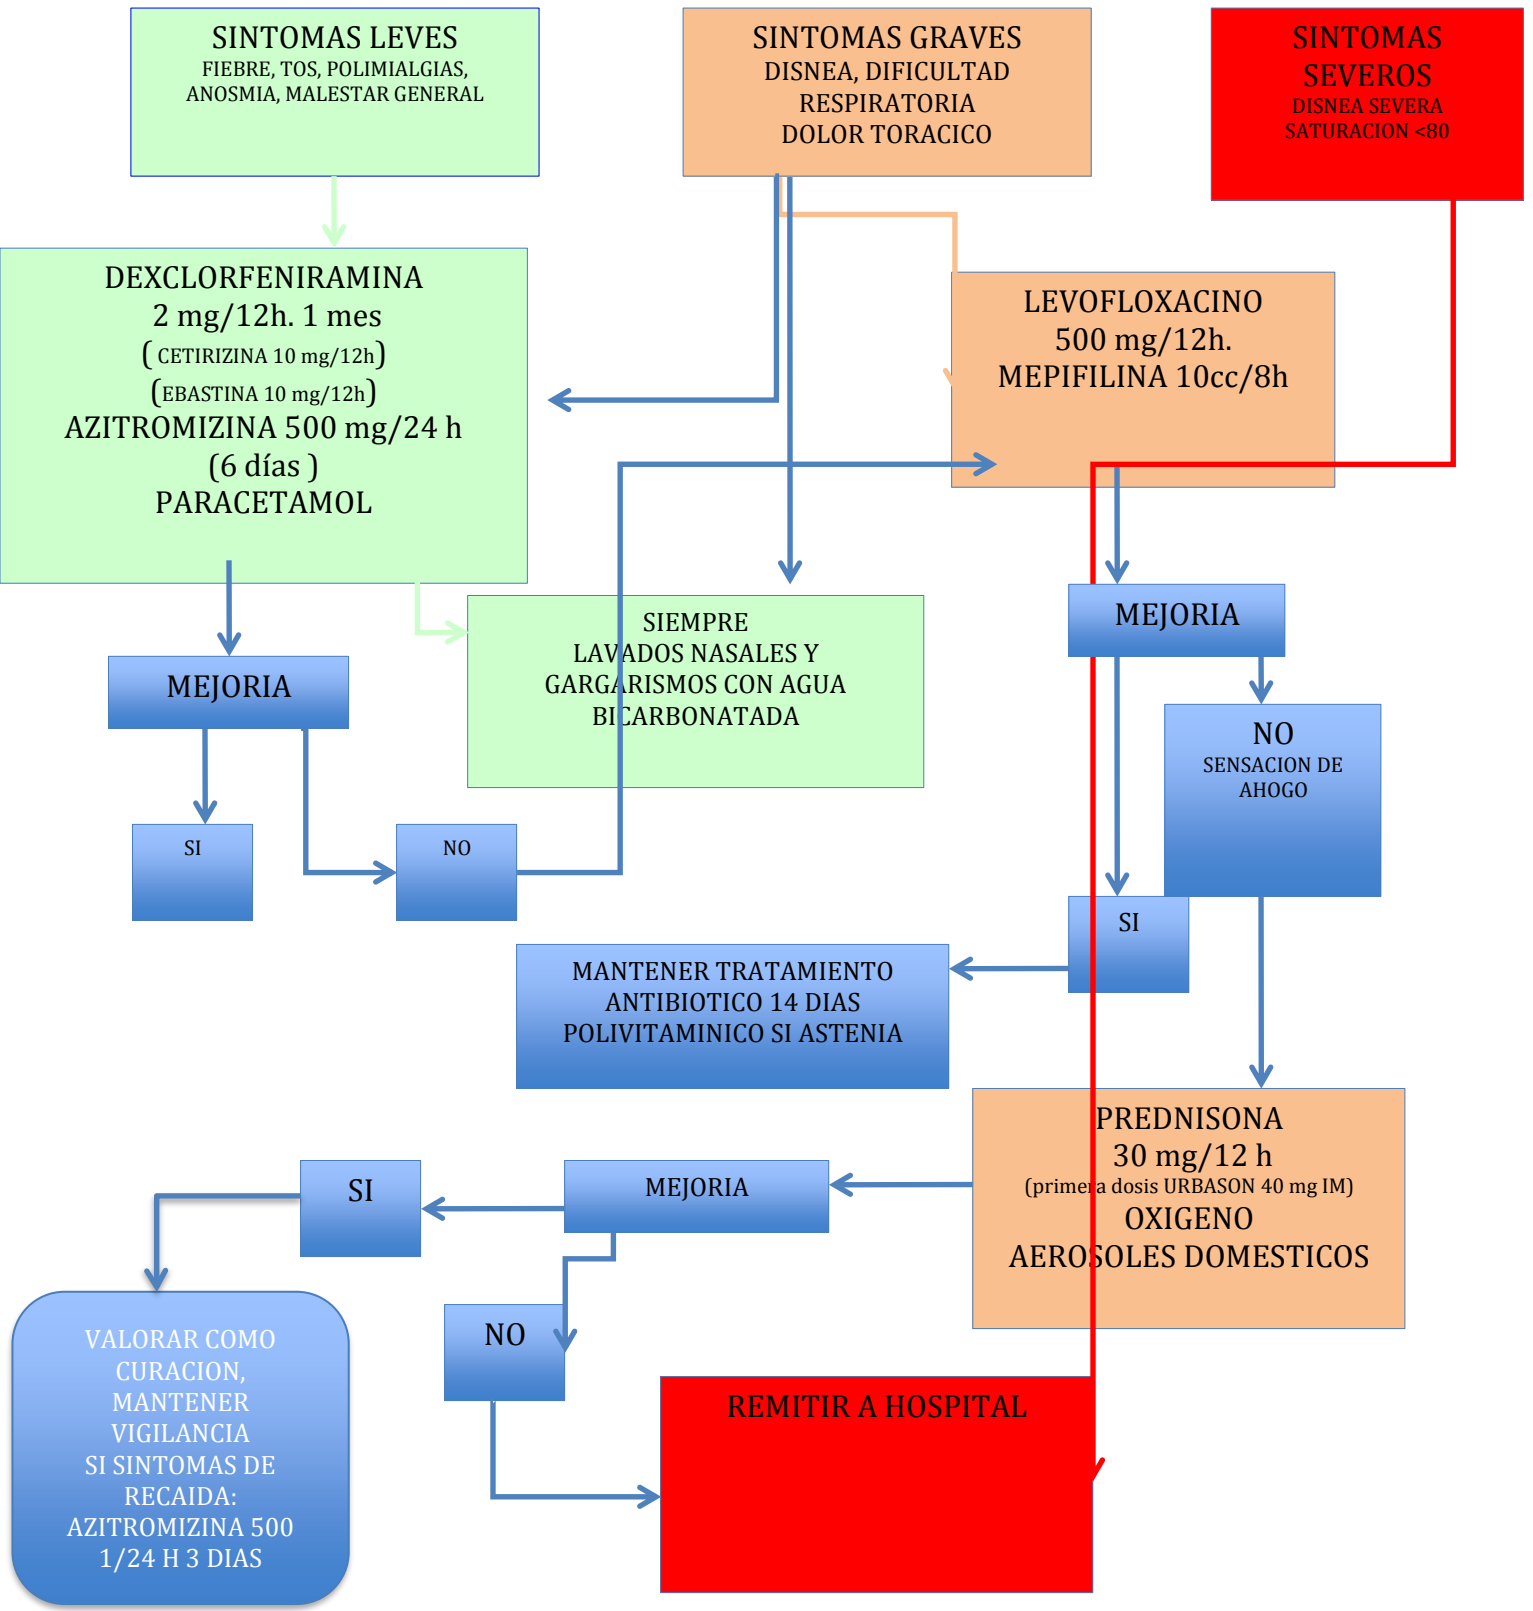 SINTOMAS LEVES
FIEBRE, TOS, POLIMIALGIAS,
ANOSMIA, MALESTAR GENERAL
SINTOMAS GRAVES
DISNEA, DIFICULTAD
RESPIRATORIA
DOLOR TORACICO
SINTOMAS
SEVEROS
DISNEA SEVERA
SATURACION <80
DEXCLORFENIRAMINA
2 mg/12h. 1 mes
( CETIRIZINA 10 mg/12h)
(EBASTINA 10 mg/12h)
AZITROMIZINA 500 mg/24 h
(6 días )
PARACETAMOL
LEVOFLOXACINO
500 mg/12h.
MEPIFILINA 10cc/8h
SIEMPRE
LAVADOS NASALES Y
GARGARISMOS CON AGUA
BICARBONATADA
MEJORIA
MEJORIA
NO
SENSACION DE
AHOGO
SI
NO
SI
MANTENER TRATAMIENTO
ANTIBIOTICO 14 DIAS
POLIVITAMINICO SI ASTENIA
PREDNISONA
30 mg/12 h
(primera dosis URBASON 40 mg IM)
OXIGENO
AEROSOLES DOMESTICOS
MEJORIA
SI
NO
VALORAR COMO
CURACION,
MANTENER
VIGILANCIA
SI SINTOMAS DE
RECAIDA:
AZITROMIZINA 500
1/24 H 3 DIAS
REMITIR A HOSPITAL